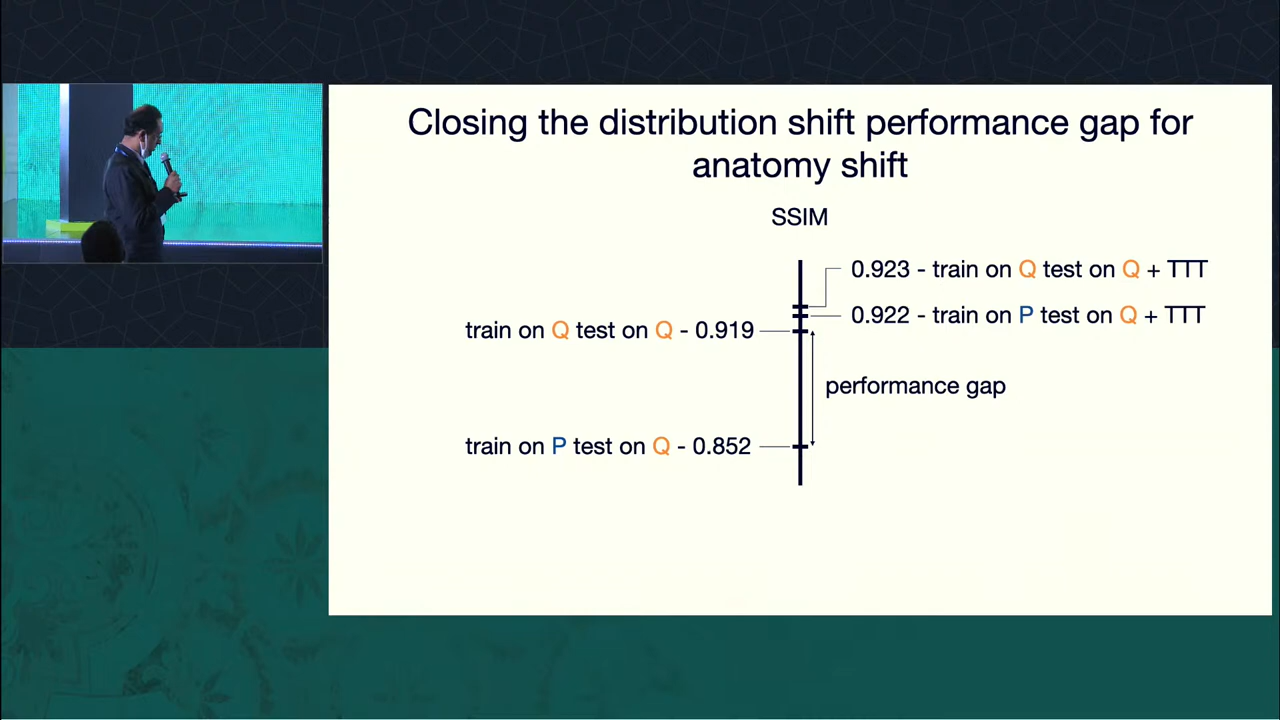 Closing the distribution shift performance gap for
anatomy shift
SSIM
0.923 - train on Q test on Q + TTT
0.922 - train on P test on Q + TTT
train on Q test on Q - 0.919
performance gap
train on P test on Q - 0.852